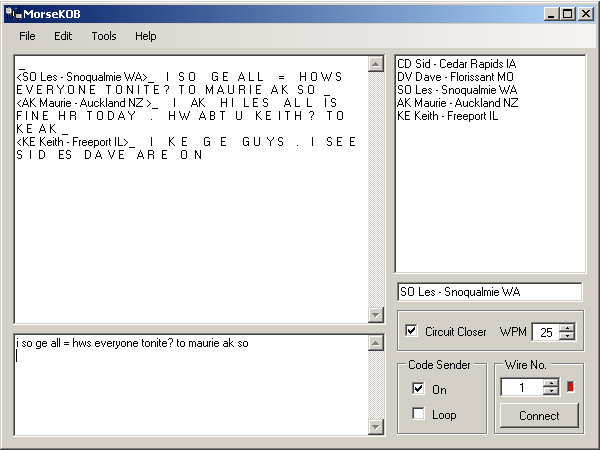 MorseKOB
File Edit Tools Help
_
<SO Les - Snoqualmie WA>_ I SO GE ALL = HOWS
EVERYONE TONITE? TO MAURIE AK SO _
<AK Maurie - Auckland NZ >_ I AK HI LES ALL IS
FINE HR TODAY . HW ABT U KEITH? TO
KE AK _
<KE Keith - Freeport IL>_ I KE GE GUYS . I SEE
SID ES DAVE ARE ON
CD Sid - Cedar Rapids IA
DV Dave - Florissant MO
SO Les - Snoqualmie WA
AK Maurie - Auckland NZ
KE Keith - Freeport IL
SO Les - Snoqualmie WA
Circuit Closer WPM 25
i so ge all = hws everyone tonite? to maurie ak so
Code Sender
On
Loop
Wire No.
1
Connect